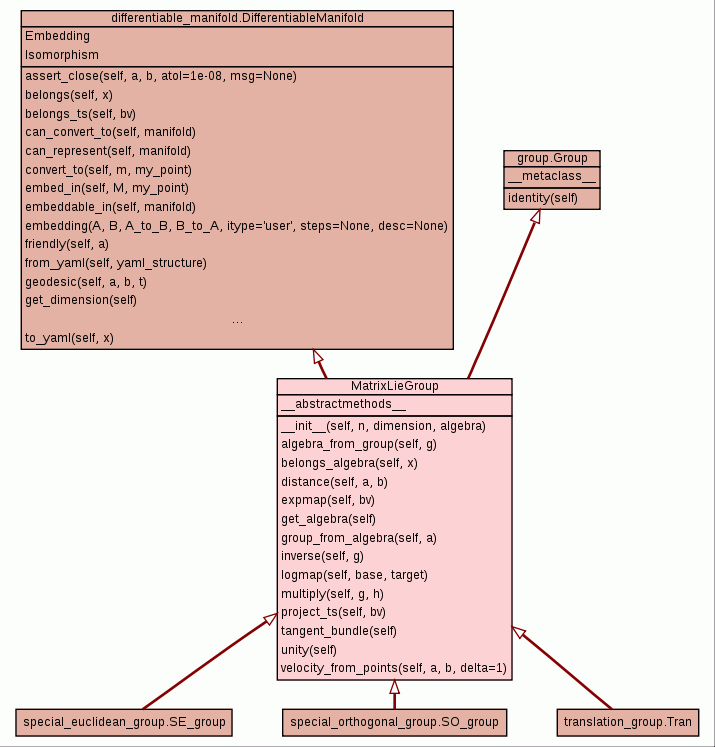 differentiable_manifold.DifferentiableManifold
Embedding
Isomorphism
assert_close(self, a, b, atol=1e-08, msg=None)
belongs(self, x)
belongs_ts(self, bv)
can_convert_to(self, manifold)
can_represent(self, manifold)
convert_to(self, m, my_point)
embed_in(self, M, my_point)
embeddable_in(self, manifold)
embedding(A, B, A_to_B, B_to_A, itype='user', steps=None, desc=None)
friendly(self, a)
from_yaml(self, yaml_structure)
geodesic(self, a, b, t)
get_dimension(self)
...
to_yaml(self, x)
group.Group
__metaclass__
identity(self)
MatrixLieGroup
__abstractmethods__
__init__(self, n, dimension, algebra)
algebra_from_group(self, g)
belongs_algebra(self, x)
distance(self, a, b)
expmap(self, bv)
get_algebra(self)
group_from_algebra(self, a)
inverse(self, g)
logmap(self, base, target)
multiply(self, g, h)
project_ts(self, bv)
tangent_bundle(self)
unity(self)
velocity_from_points(self, a, b, delta=1)
special_euclidean_group.SE_group
special_orthogonal_group.SO_group
translation_group.Tran